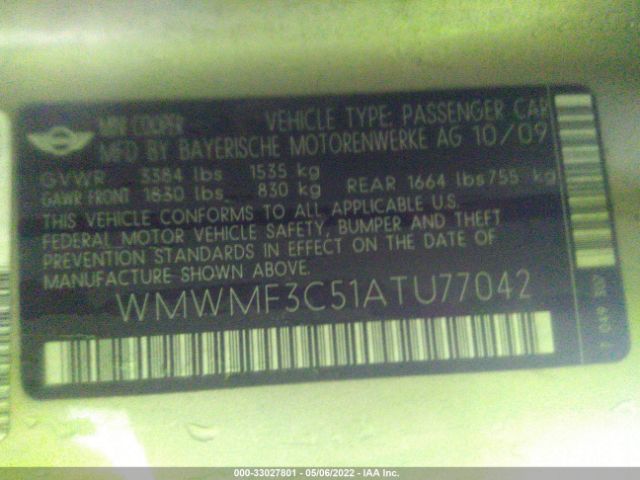 MINI COOPER VEHICLE TYPE: PASSENGER CAR
MFD BY BAYERISCHE MOTORENWERKE AG 10/09
GVWR 3384 lbs 1535 kg
GAWR FRONT 1830 lbs 830 kg REAR 1664 lbs 755 kg
THIS VEHICLE CONFORMS TO ALL APPLICABLE U.S.
FEDERAL MOTOR VEHICLE SAFETY, BUMPER AND THEFT
PREVENTION STANDARDS IN EFFECT ON THE DATE OF
MANUFACTURE SHOWN ABOVE.
WMWMF3C51ATU77042
000-33027801 - 05/06/2022 - IAA Inc.